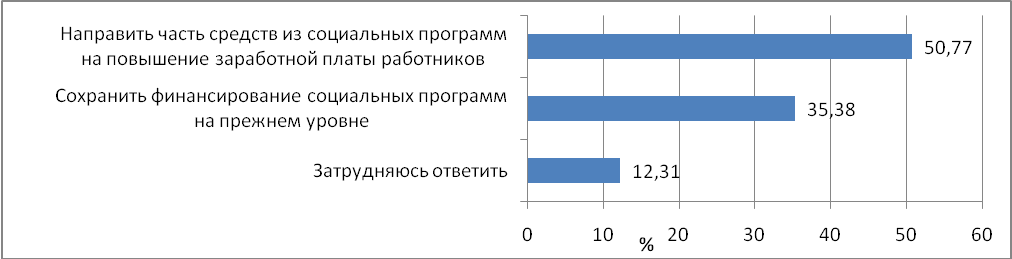 Направить часть средств из социальных программ
на повышение заработной платы работников
50,77
Сохранить финансирование социальных программ
на прежнем уровне
35,38
Затрудняюсь ответить
12,31
0 10 20 30 40 50 60
%